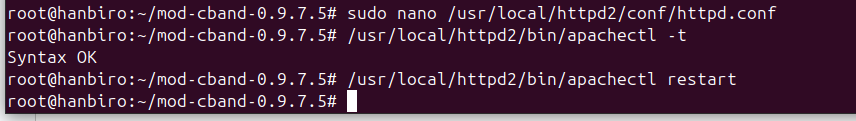 root@hanbiro:~/mod-cband-0.9.7.5# sudo nano /usr/local/httpd2/conf/httpd.conf
root@hanbiro:~/mod-cband-0.9.7.5# /usr/local/httpd2/bin/apachectl -t
Syntax OK
root@hanbiro:~/mod-cband-0.9.7.5# /usr/local/httpd2/bin/apachectl restart
root@hanbiro:~/mod-cband-0.9.7.5#